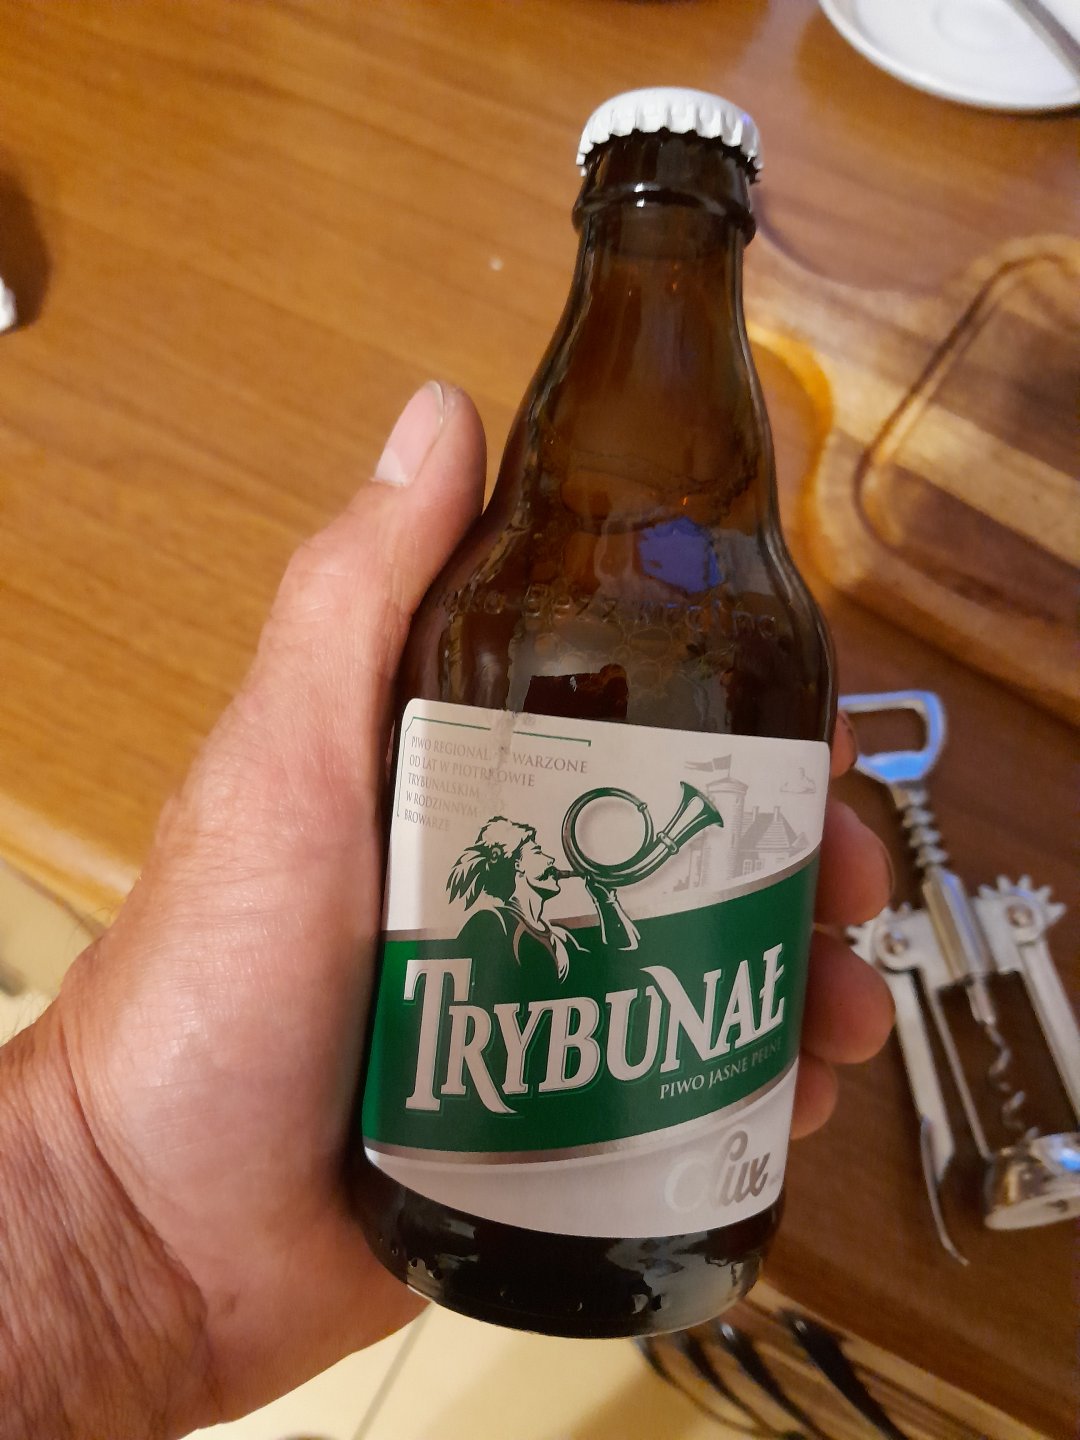 PIWO REGIONALNE WARZONE
OD LAT W PIOTRKOWIE
TRYBUNALSKIM
W RODZINNYM
BROWARZE
TRYBUNAŁ
PIWO JASNE PEŁNE
Lux